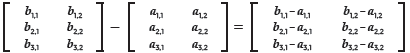 [ b₁,₁ b₁,₂ ] − [ a₁,₁ a₁,₂ ] = [ b₁,₁−a₁,₁ b₁,₂−a₁,₂ ]
[ b₂,₁ b₂,₂ ] [ a₂,₁ a₂,₂ ] [ b₂,₁−a₂,₁ b₂,₂−a₂,₂ ]
[ b₃,₁ b₃,₂ ] [ a₃,₁ a₃,₂ ] [ b₃,₁−a₃,₁ b₃,₂−a₃,₂ ]